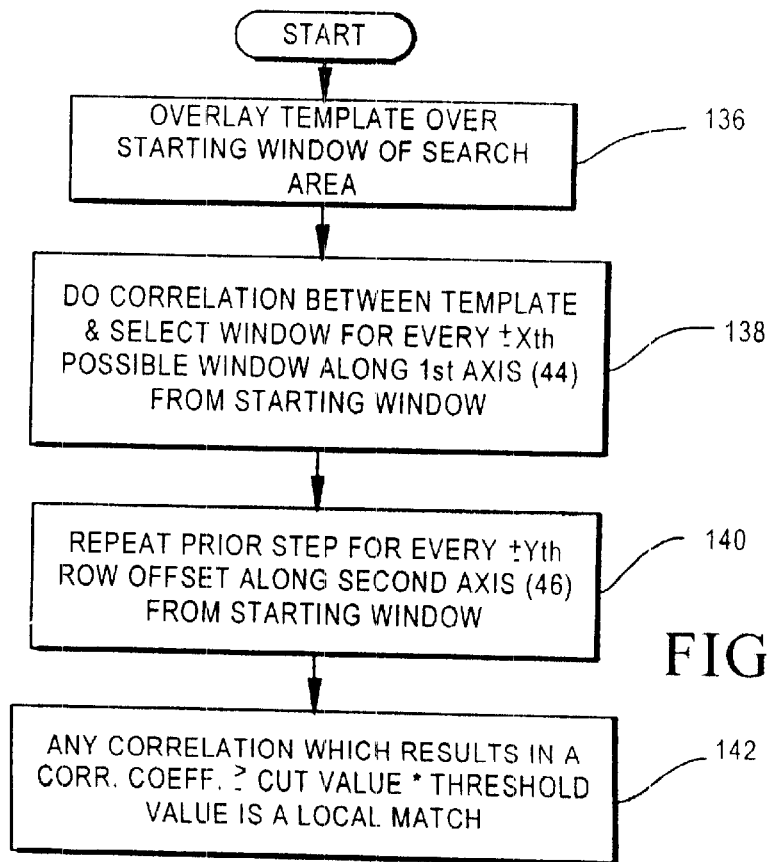 START
OVERLAY TEMPLATE OVER
STARTING WINDOW OF SEARCH
AREA
136
DO CORRELATION BETWEEN TEMPLATE
& SELECT WINDOW FOR EVERY ±Xth
POSSIBLE WINDOW ALONG 1st AXIS (44)
FROM STARTING WINDOW
138
REPEAT PRIOR STEP FOR EVERY ±Yth
ROW OFFSET ALONG SECOND AXIS (46)
FROM STARTING WINDOW
140
FIG
ANY CORRELATION WHICH RESULTS IN A
CORR. COEFF. ≥ CUT VALUE * THRESHOLD
VALUE IS A LOCAL MATCH
142